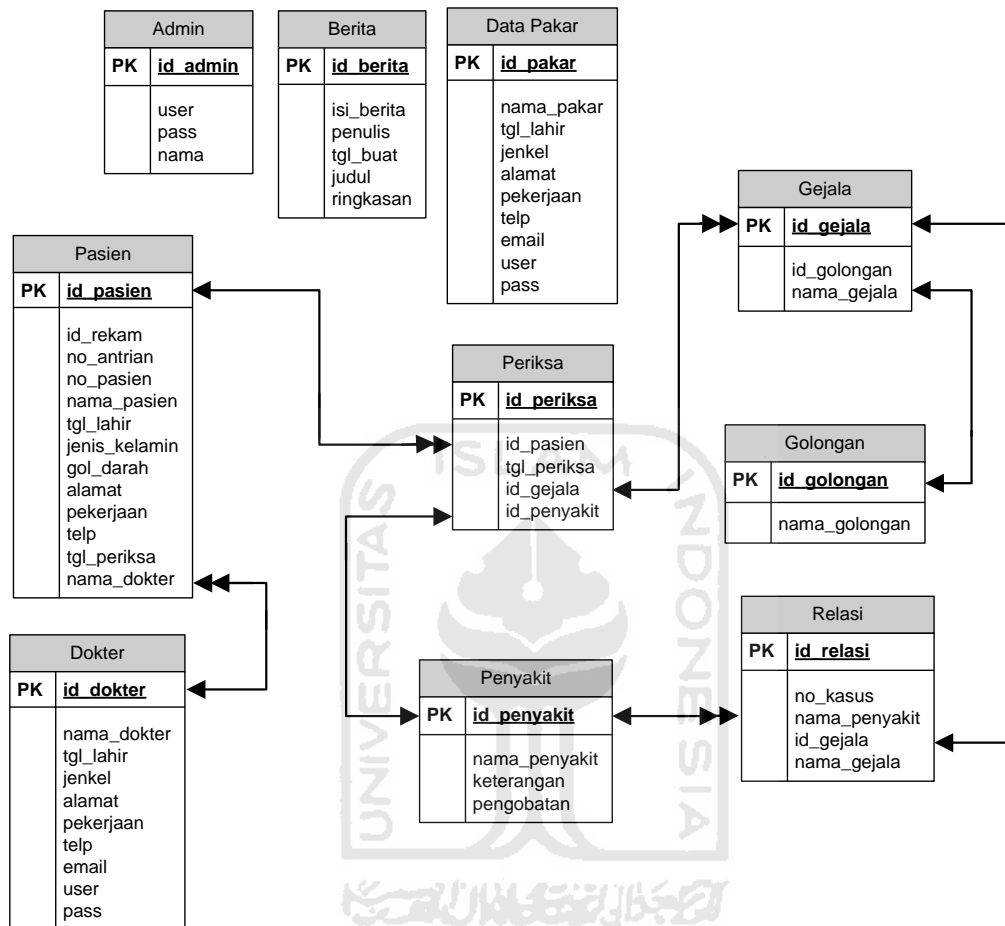 Admin
PK id_admin
user
pass
nama
Berita
PK id_berita
isi_berita
penulis
tgl_buat
judul
ringkasan
Data Pakar
PK id_pakar
nama_pakar
tgl_lahir
jenkel
alamat
pekerjaan
telp
email
user
pass
Gejala
PK id_gejala
id_golongan
nama_gejala
Pasien
PK id_pasien
id_rekam
no_antrian
no_pasien
nama_pasien
tgl_lahir
jenis_kelamin
gol_darah
alamat
pekerjaan
telp
tgl_periksa
nama_dokter
Periksa
PK id_periksa
id_pasien
tgl_periksa
id_gejala
id_penyakit
Golongan
PK id_golongan
nama_golongan
Dokter
PK id_dokter
nama_dokter
tgl_lahir
jenkel
alamat
pekerjaan
telp
email
user
pass
Penyakit
PK id_penyakit
nama_penyakit
keterangan
pengobatan
Relasi
PK id_relasi
no_kasus
nama_penyakit
id_gejala
nama_gejala
UNIVERSITAS
ISLAM
INDONESIA